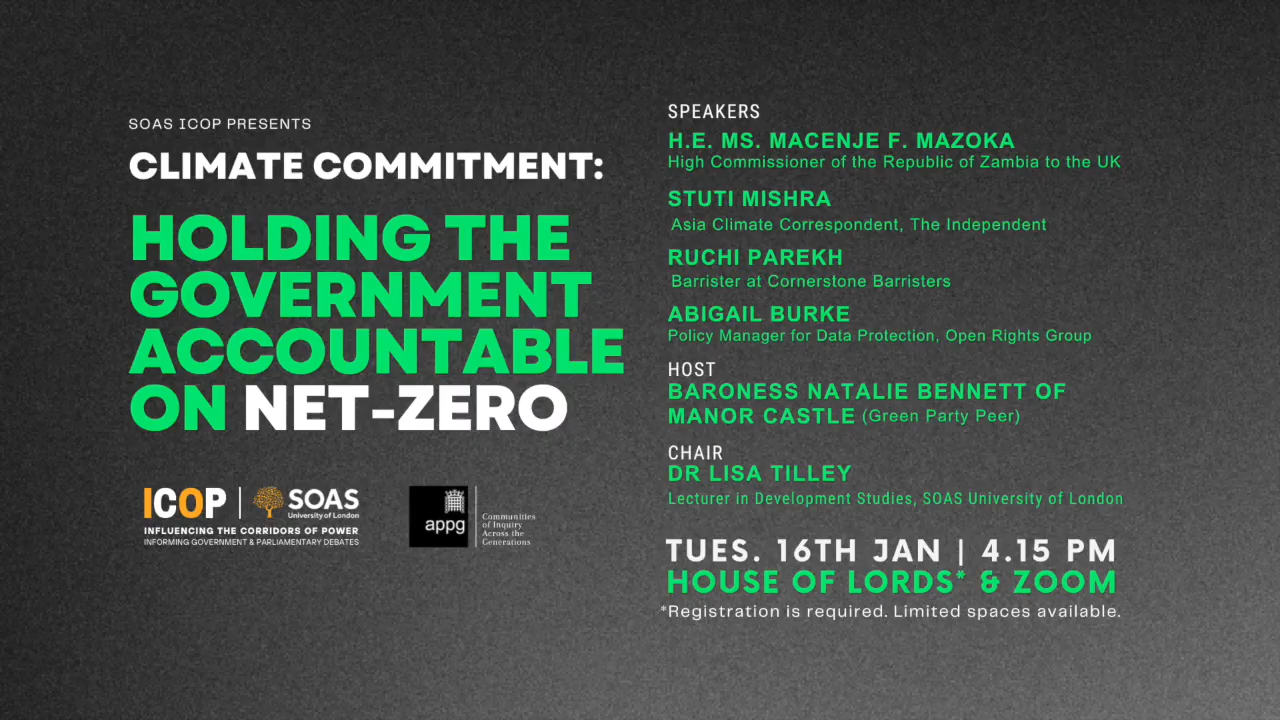 SOAS ICOP PRESENTS
CLIMATE COMMITMENT:
HOLDING THE
GOVERNMENT
ACCOUNTABLE
ON NET-ZERO
ICOP | SOAS
University of London
INFLUENCING THE CORRIDORS OF POWER
INFORMING GOVERNMENT & PARLIAMENTARY DEBATES
appg
Communities
of Inquiry
Across the
Generations
SPEAKERS
H.E. MS. MACENJE F. MAZOKA
High Commissioner of the Republic of Zambia to the UK
STUTI MISHRA
Asia Climate Correspondent, The Independent
RUCHI PAREKH
Barrister at Cornerstone Barristers
ABIGAIL BURKE
Policy Manager for Data Protection, Open Rights Group
HOST
BARONESS NATALIE BENNETT OF
MANOR CASTLE (Green Party Peer)
CHAIR
DR LISA TILLEY
Lecturer in Development Studies, SOAS University of London
TUES. 16TH JAN | 4.15 PM
HOUSE OF LORDS* & ZOOM
*Registration is required. Limited spaces available.